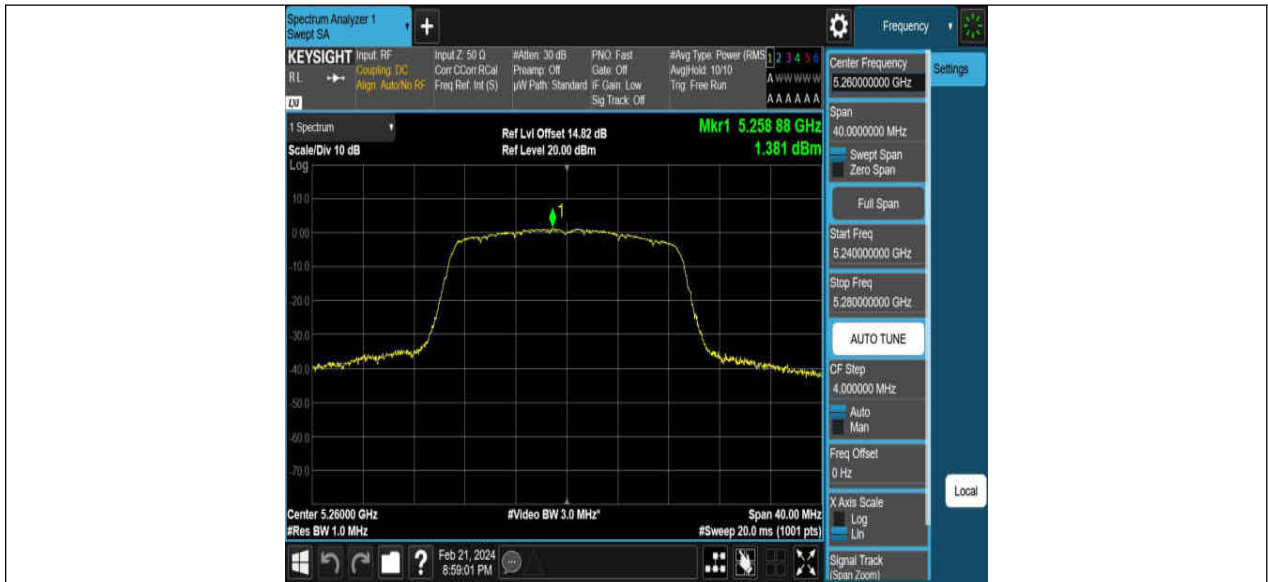 Spectrum Analyzer 1
Swept SA
+
Frequency
KEYSIGHT
RL
LXI
Input: RF
Coupling: DC
Align: Auto/No RF
Input Z: 50 Ω
Corr CCorr RCal
Freq Ref: Int (S)
#Atten: 30 dB
Preamp: Off
µW Path: Standard
PNO: Fast
Gate: Off
IF Gain: Low
Sig Track: Off
#Avg Type: Power (RMS
Avg|Hold: 10/10
Trig: Free Run
1 2 3 4 5 6
A W W W W W
A A A A A A
1 Spectrum
Scale/Div 10 dB
Ref Lvl Offset 14.82 dB
Ref Level 20.00 dBm
Mkr1 5.258 88 GHz
1.381 dBm
Log
10.0
0.00
-10.0
-20.0
-30.0
-40.0
-50.0
-60.0
-70.0
1
Center 5.26000 GHz
#Res BW 1.0 MHz
#Video BW 3.0 MHz*
Span 40.00 MHz
#Sweep 20.0 ms (1001 pts)
Center Frequency
5.260000000 GHz
Settings
Span
40.0000000 MHz
Swept Span
Zero Span
Full Span
Start Freq
5.240000000 GHz
Stop Freq
5.280000000 GHz
AUTO TUNE
CF Step
4.000000 MHz
Auto
Man
Freq Offset
0 Hz
X Axis Scale
Log
Lin
Signal Track
(Span Zoom)
Local
?
Feb 21, 2024
8:59:01 PM